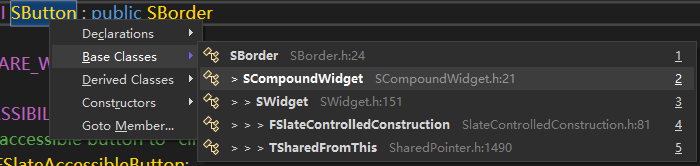 SButton : public SBorder
Declarations
ARE_W
Base Classes
SBorder SBorder.h:24 1
> SCompoundWidget SCompoundWidget.h:21 2
Derived Classes
> > SWidget SWidget.h:151 3
SSIBIL
Constructors
> > > FSlateControlledConstruction SlateControlledConstruction.h:81 4
accessible button to
Goto Member...
> > > TSharedFromThis SharedPointer.h:1490 5
FSlateAccessibleButton;